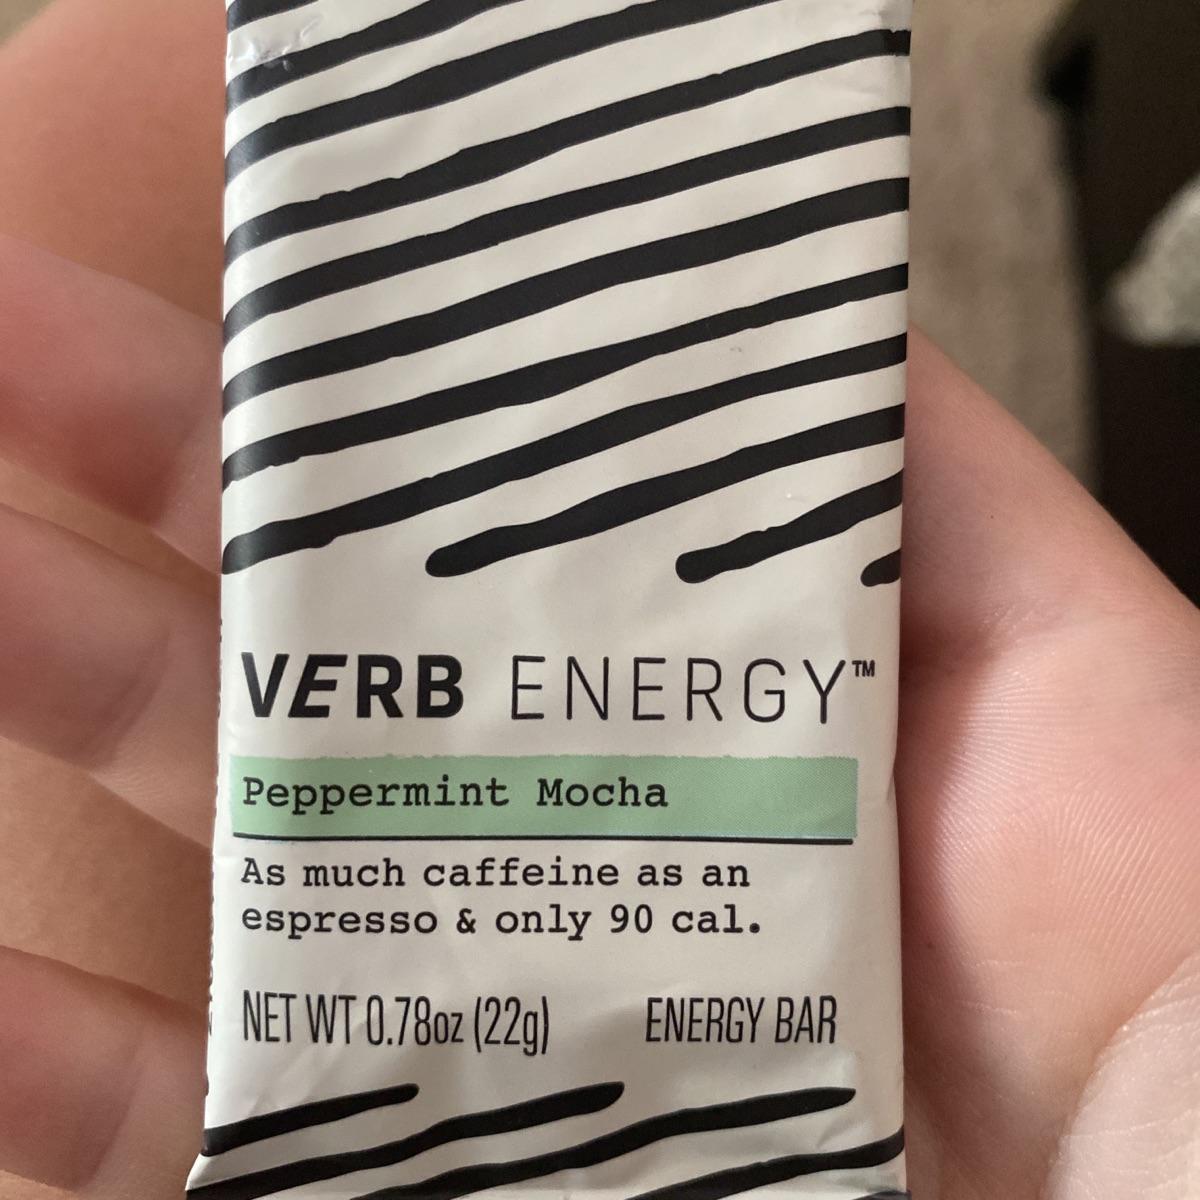 VERB ENERGY™
Peppermint Mocha
As much caffeine as an
espresso & only 90 cal.
NET WT 0.78oz (22g) ENERGY BAR